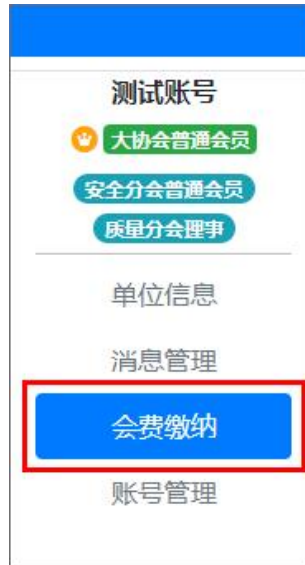 测试账号
大协会普通会员
安全分会普通会员
质量分会理事
单位信息
消息管理
会费缴纳
账号管理